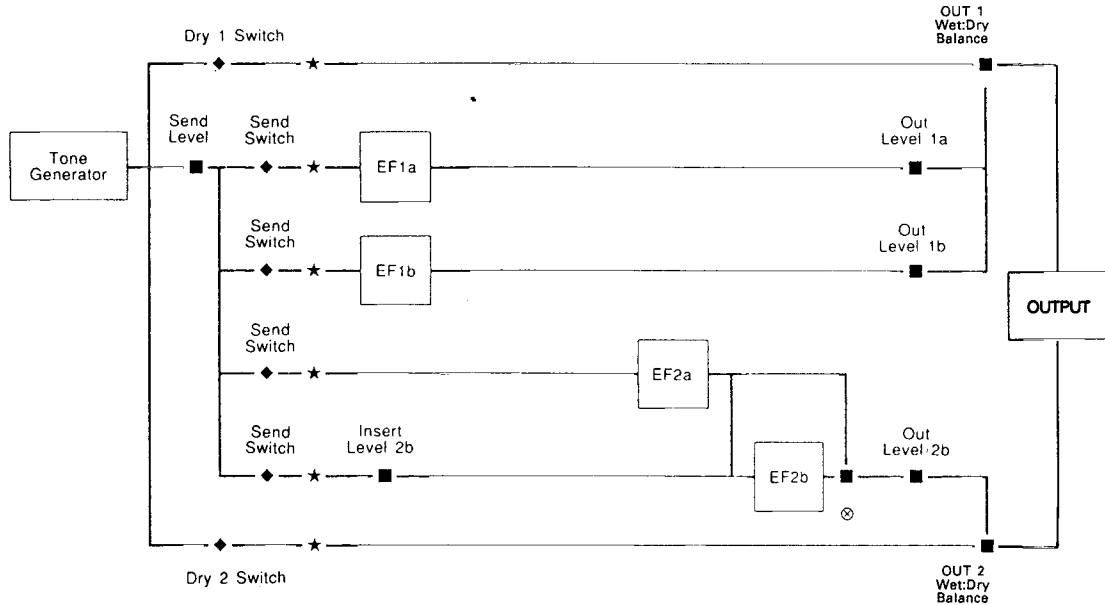 OUT 1
Wet:Dry
Balance
Dry 1 Switch
Send
Level
Send
Switch
Out
Level 1a
Tone
Generator
EF1a
Send
Switch
Out
Level 1b
EF1b
OUTPUT
Send
Switch
EF2a
Send
Switch
Insert
Level 2b
Out
Level 2b
EF2b
Dry 2 Switch
OUT 2
Wet:Dry
Balance